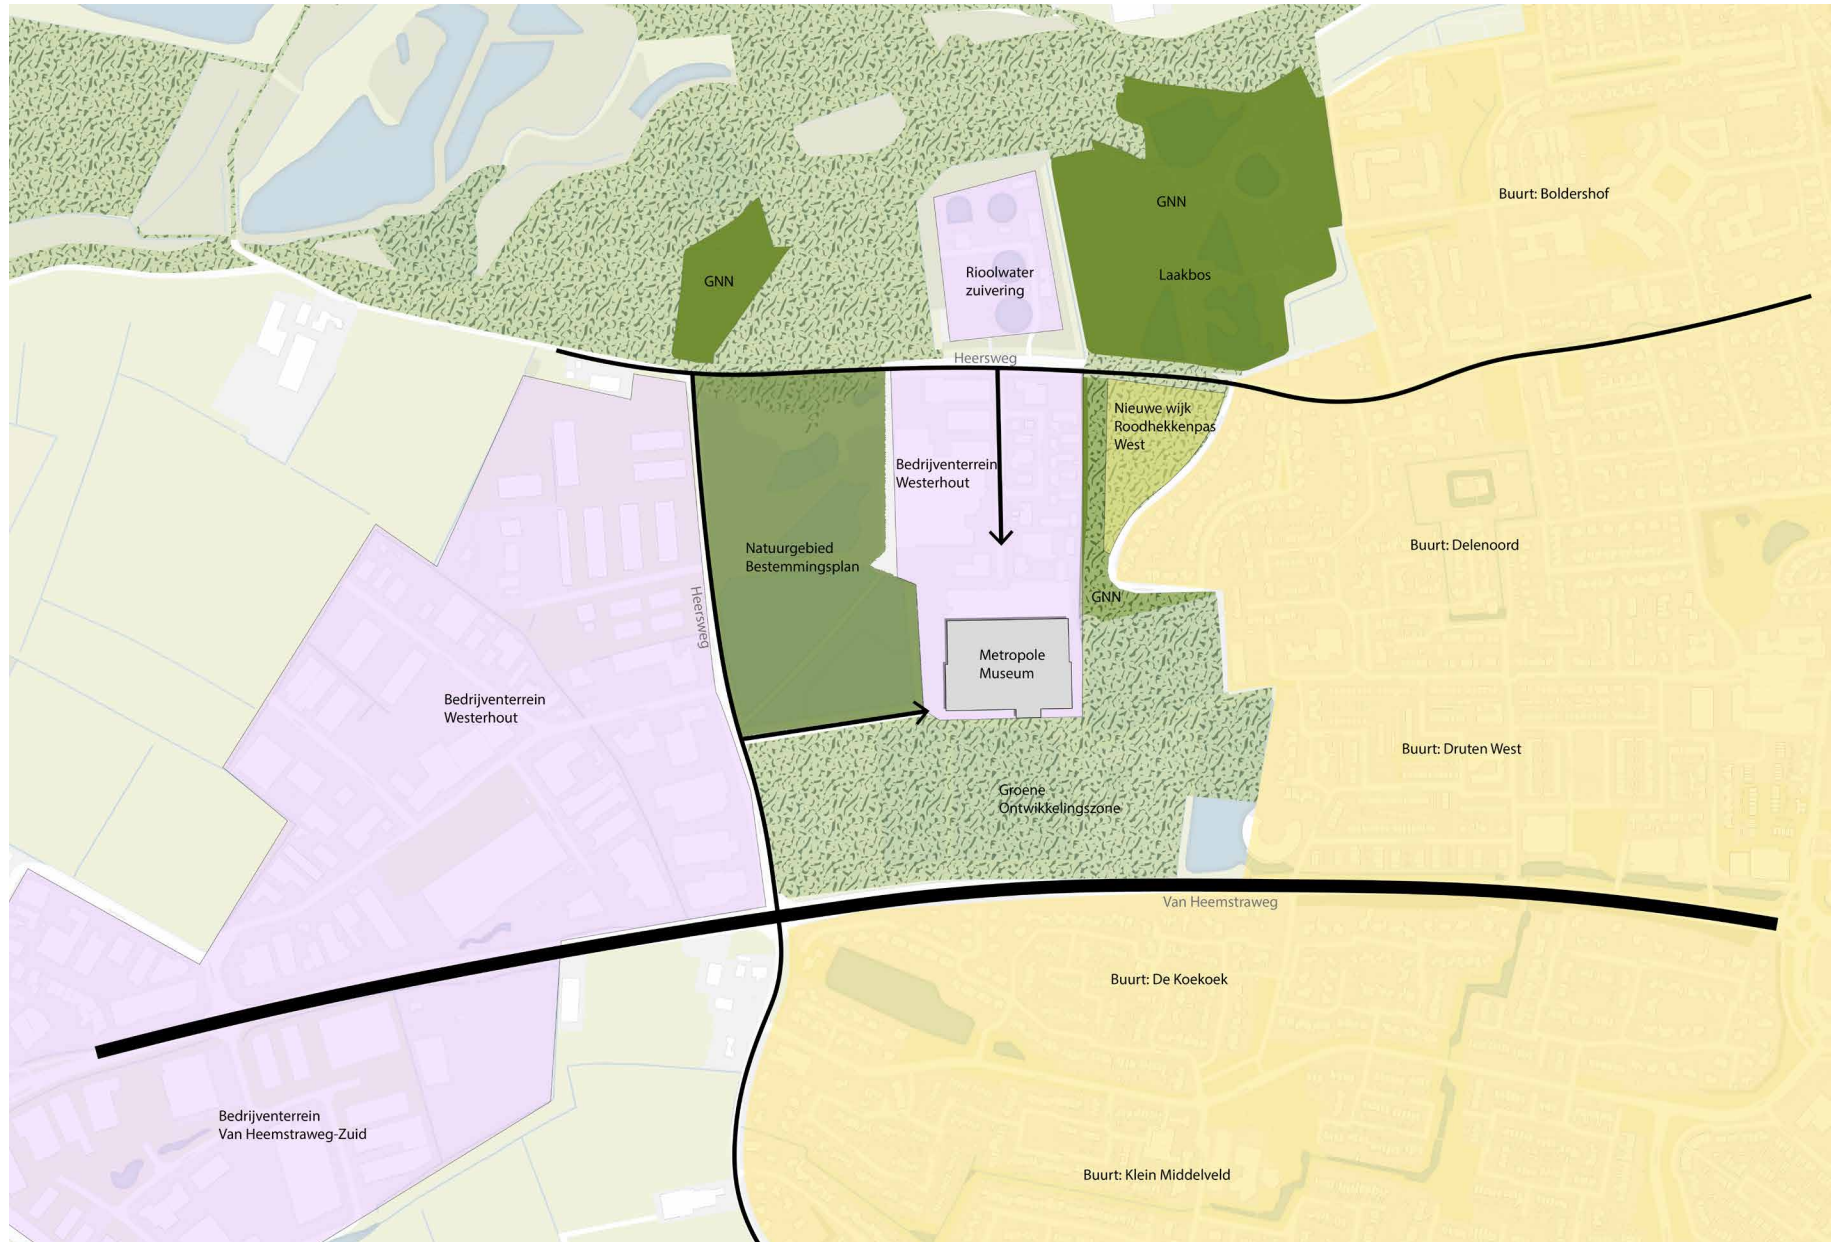 Buurt: Boldershof
GNN
Laakbos
GNN
Rioolwater
zuivering
Heersweg
Nieuwe wijk
Roodhekkenpas
West
Bedrijventerrein
Westerhout
Natuurgebied
Bestemmingsplan
Buurt: Delenoord
GNN
Heersweg
Metropole
Museum
Bedrijventerrein
Westerhout
Buurt: Druten West
Groene
Ontwikkelingszone
Van Heemstraweg
Buurt: De Koekoek
Bedrijventerrein
Van Heemstraweg-Zuid
Buurt: Klein Middelveld